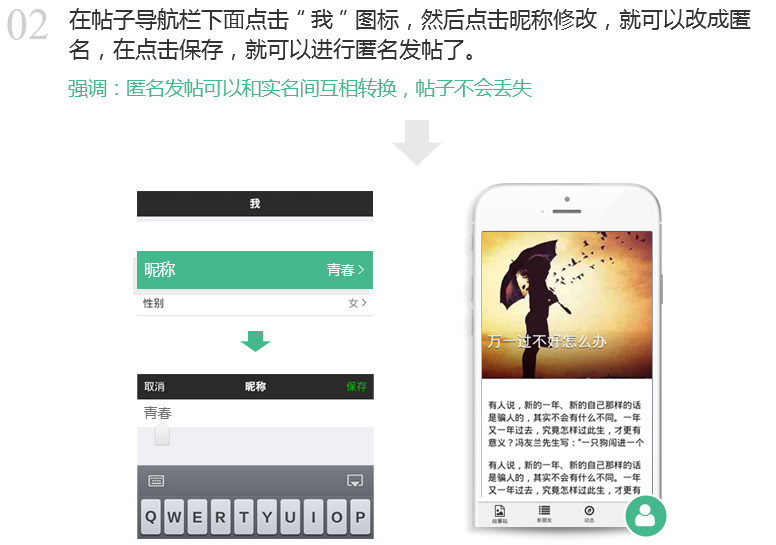 02
在帖子导航栏下面点击“我”图标，然后点击昵称修改，就可以改成匿
名，在点击保存，就可以进行匿名发帖了。
强调：匿名发帖可以和实名间互相转换，帖子不会丢失
我
昵称 青春 >
性别 女 >
取消 昵称 保存
青春
Q W E R T Y U I O P
万一过不好怎么办
有人说，新的一年、新的自己那样的话
是骗人的，其实不会有什么不同。一年
又一年过去，究竟怎样过此生，才更有
意义？冯友兰先生写：“一只狗闯进一个
有人说，新的一年、新的自己那样的话
是骗人的，其实不会有什么不同。一年
又一年过去，究竟怎样过此生，才更有
故事贴 新朋友 动态